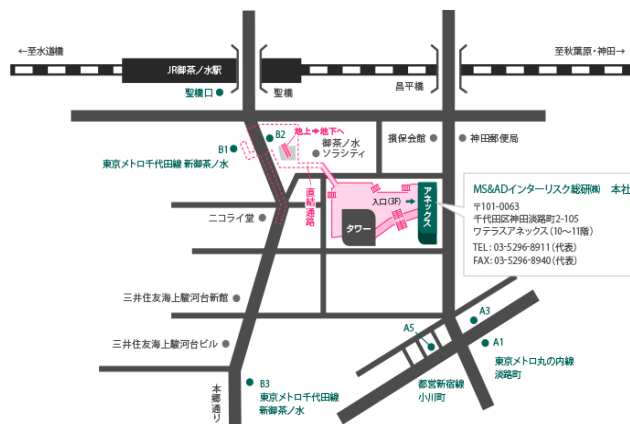 ←至水道橋
至秋葉原・神田→
JR御茶ノ水駅
聖橋口
聖橋
昌平橋
B1
B2
地上➡地下へ
御茶ノ水
ソラシティ
損保会館
神田郵便局
東京メトロ千代田線 新御茶ノ水
直結通路
入口(3F)
アネックス
タワー
ニコライ堂
MS&ADインターリスク総研㈱ 本社
〒101-0063
千代田区神田淡路町2-105
ワテラスアネックス(10〜11階)
TEL : 03-5296-8911(代表)
FAX : 03-5296-8940(代表)
三井住友海上駿河台新館
三井住友海上駿河台ビル
A3
A5
A1
東京メトロ丸の内線
淡路町
都営新宿線
小川町
B3
東京メトロ千代田線
新御茶ノ水
本郷通り